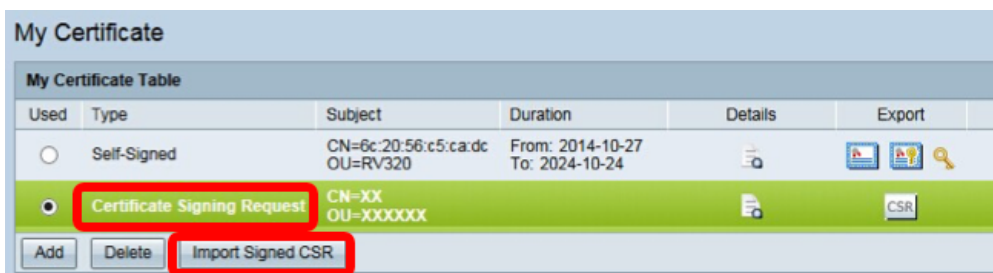 My Certificate
My Certificate Table
Used Type Subject Duration Details Export
Self-Signed CN=6c:20:56:c5:ca:dc From: 2014-10-27
OU=RV320 To: 2024-10-24
Certificate Signing Request CN=XX
OU=XXXXXX CSR
Add Delete Import Signed CSR